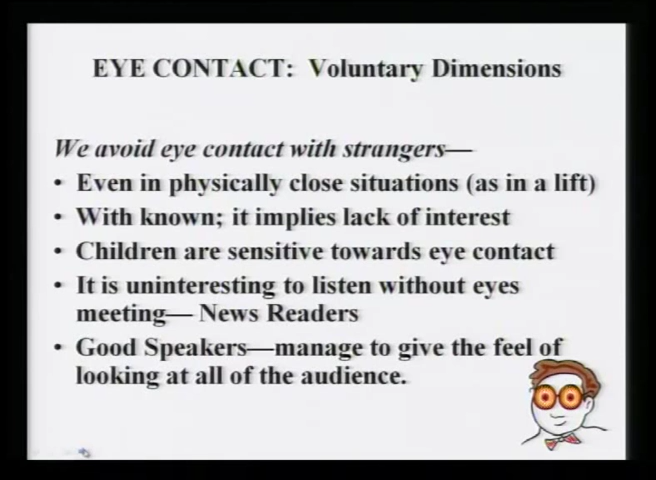 EYE CONTACT: Voluntary Dimensions
We avoid eye contact with strangers—
• Even in physically close situations (as in a lift)
• With known; it implies lack of interest
• Children are sensitive towards eye contact
• It is uninteresting to listen without eyes
meeting— News Readers
• Good Speakers—manage to give the feel of
looking at all of the audience.